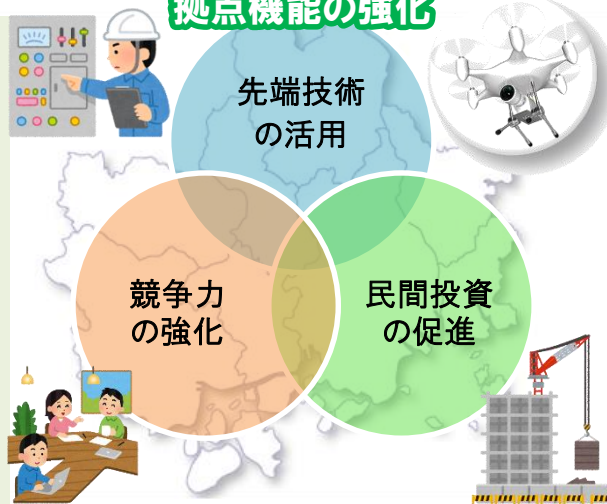 拠点機能の強化
先端技術
の活用
競争力
の強化
民間投資
の促進